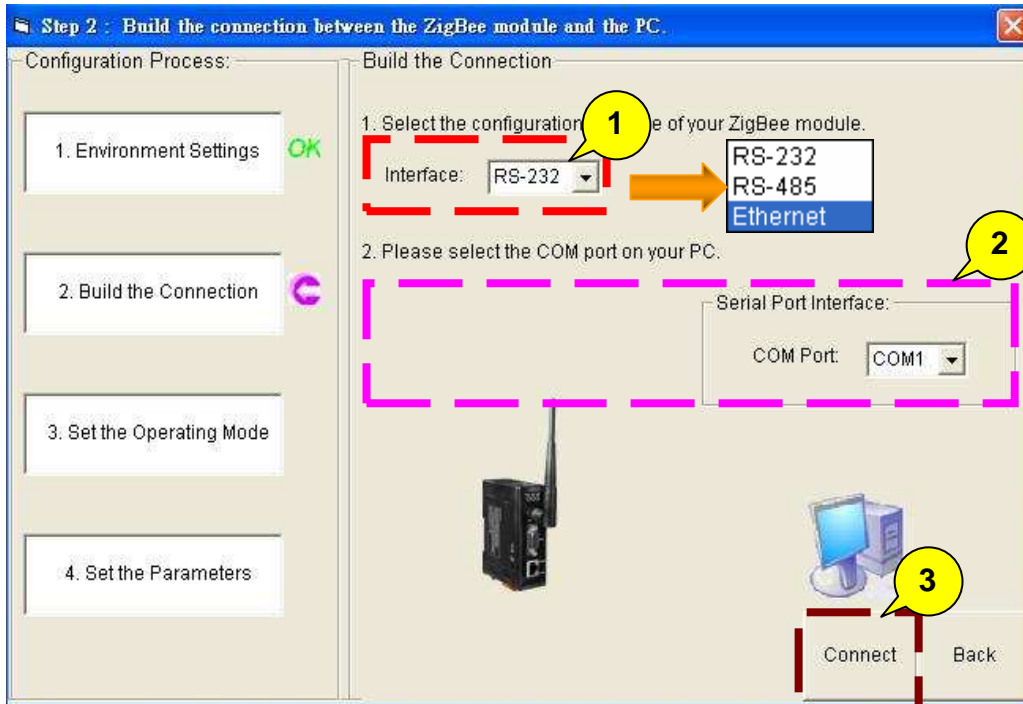 Step 2 : Build the connection between the ZigBee module and the PC.
Configuration Process:
1. Environment Settings
OK
2. Build the Connection
3. Set the Operating Mode
4. Set the Parameters
Build the Connection
1. Select the configuration e of your ZigBee module.
1
Interface: RS-232
RS-232
RS-485
Ethernet
2. Please select the COM port on your PC.
2
Serial Port Interface:
COM Port: COM1
3
Connect Back